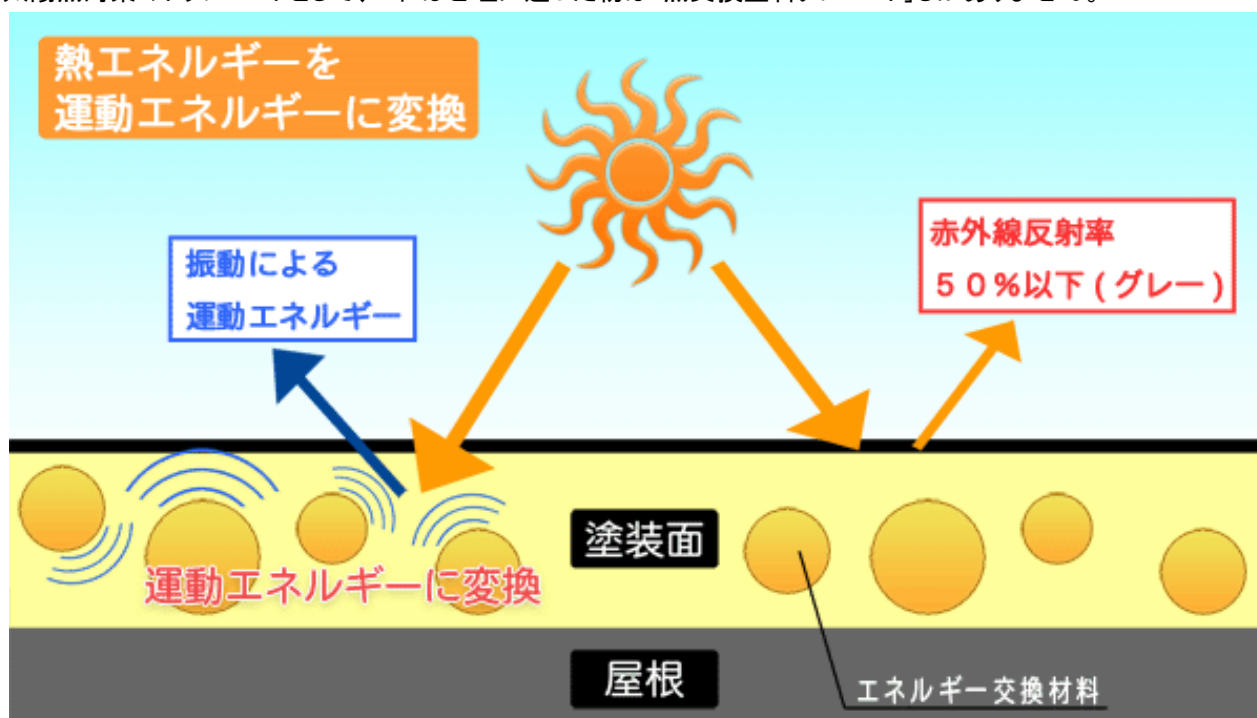 熱エネルギーを
運動エネルギーに変換
赤外線反射率
５０%以下(グレー)
振動による
運動エネルギー
塗装面
運動エネルギーに変換
屋根
エネルギー交換材料